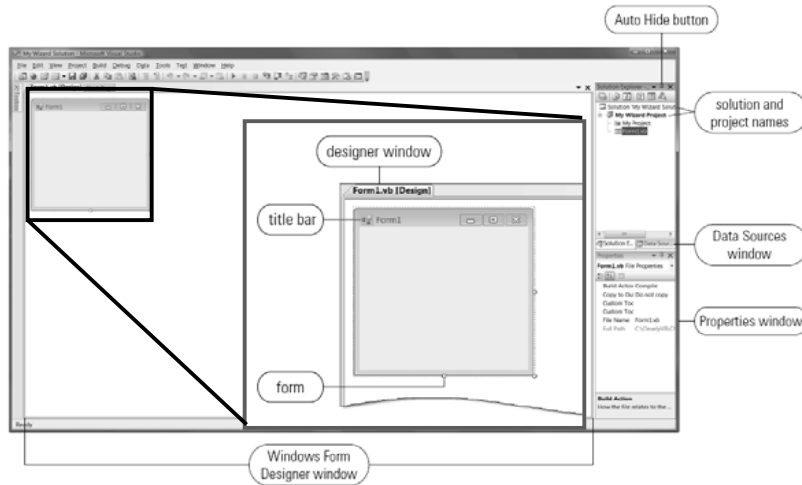 Auto Hide button
My Wizard Solution - Microsoft Visual Studio
File Edit View Project Build Debug Data Tools Test Window Help
Form1
designer window
Form1.vb [Design]
title bar
Form1
form
Solution Explorer
Solution 'My Wizard Solu
My Wizard Project
My Project
Form1.vb
Solution E...
Data Sour...
solution and
project names
Data Sources
window
Properties
Form1.vb File Properties
Build Action Compile
Copy to Ou Do not copy
Custom Too
Custom Too
File Name Form1.vb
Full Path
Build Action
How the file relates to the ...
Properties window
Ready
Windows Form
Designer window